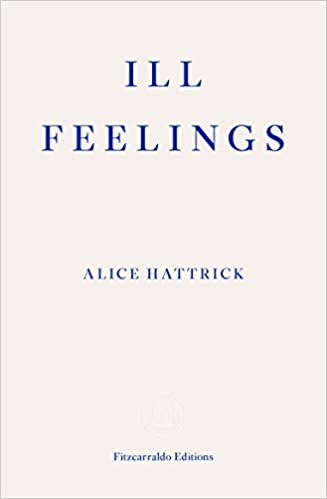 ILL
FEELINGS
ALICE HATTRICK
Fitzcarraldo Editions